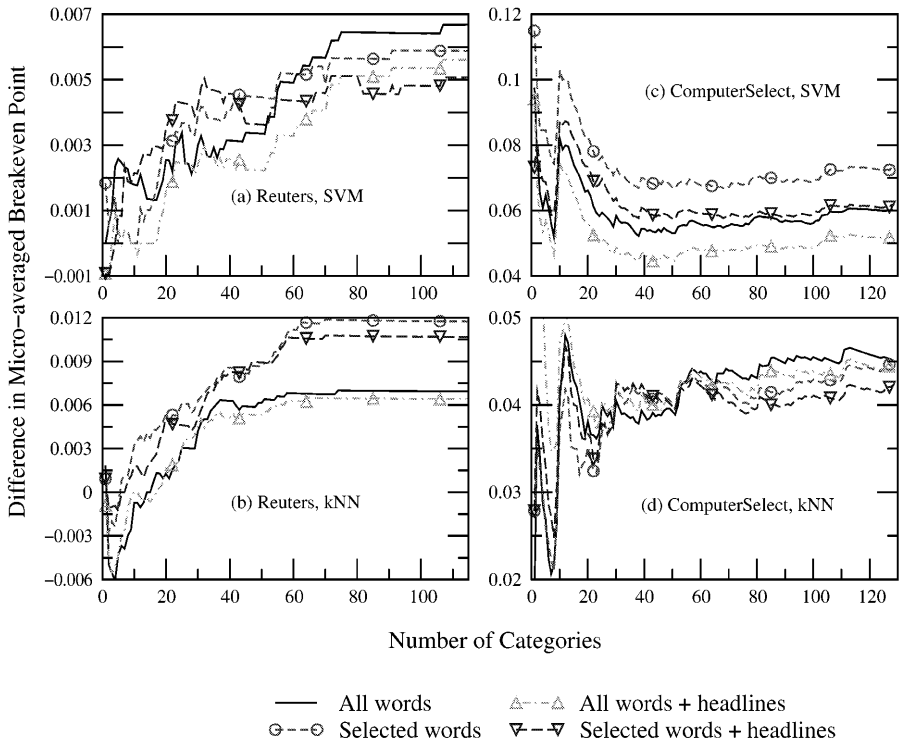 Difference in Micro−averaged Breakeven Point
0.007
0.005
0.003
0.001
−0.001
(a) Reuters, SVM
0 20 40 60 80 100
0.12
0.1
0.08
0.06
0.04
(c) ComputerSelect, SVM
0 20 40 60 80 100 120
0.012
0.009
0.006
0.003
0
−0.003
−0.006
(b) Reuters, kNN
0 20 40 60 80 100
0.05
0.04
0.03
0.02
(d) ComputerSelect, kNN
0 20 40 60 80 100 120
Number of Categories
All words
All words + headlines
Selected words
Selected words + headlines